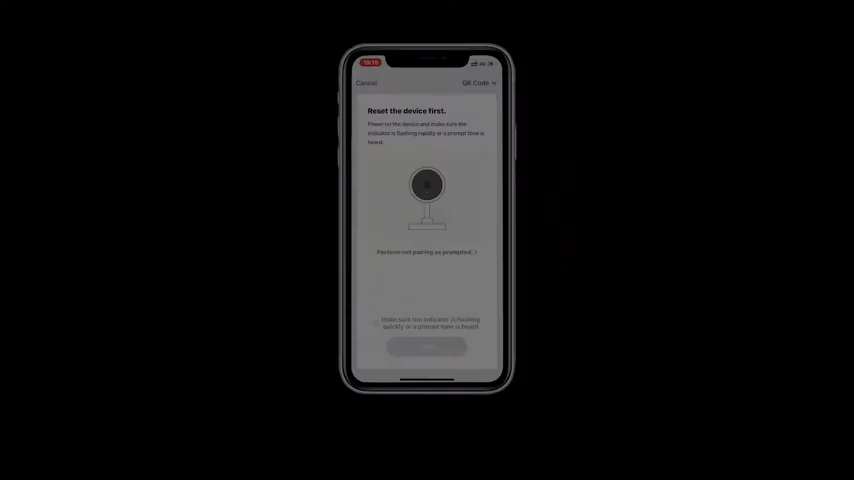 15:15
4G
Cancel
QR Code
Reset the device first.
Power on the device and make sure the
indicator is flashing rapidly or a prompt tone is
heard.
Perform net pairing as prompted. >
Make sure the indicator is flashing
quickly or a prompt tone is heard